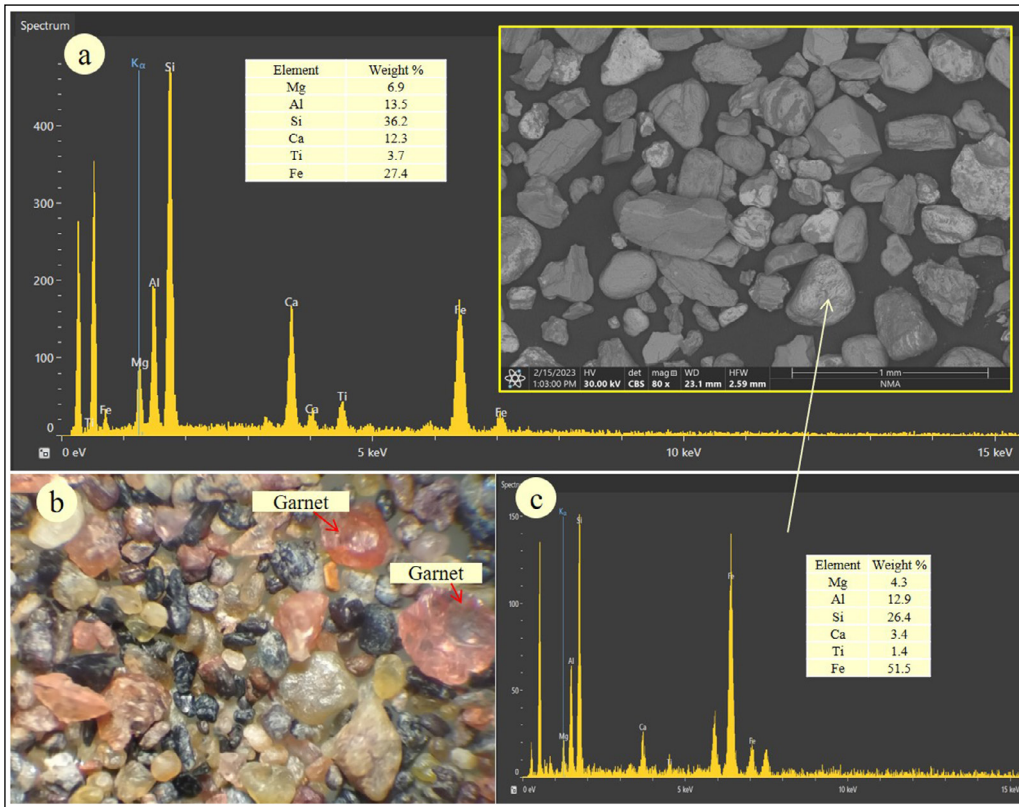 Spectrum
a
Kα
Si
400
300
200
100
0
Al
Mg
Ti
Fe
Ca
Ca
Ti
Fe
Fe
0 eV
5 keV
10 keV
15 keV
Element Weight %
Mg 6.9
Al 13.5
Si 36.2
Ca 12.3
Ti 3.7
Fe 27.4
2/15/2023 HV det mag WD HFW 1 mm
1:03:00 PM 30.00 kV CBS 80 x 23.1 mm 2.59 mm NMA
b
Garnet
Garnet
c
Kα
Si
150
100
50
0
Al
Mg
Ca
Fe
Fe
0 eV
5 keV
10 keV
15 keV
Element Weight %
Mg 4.3
Al 12.9
Si 26.4
Ca 3.4
Ti 1.4
Fe 51.5